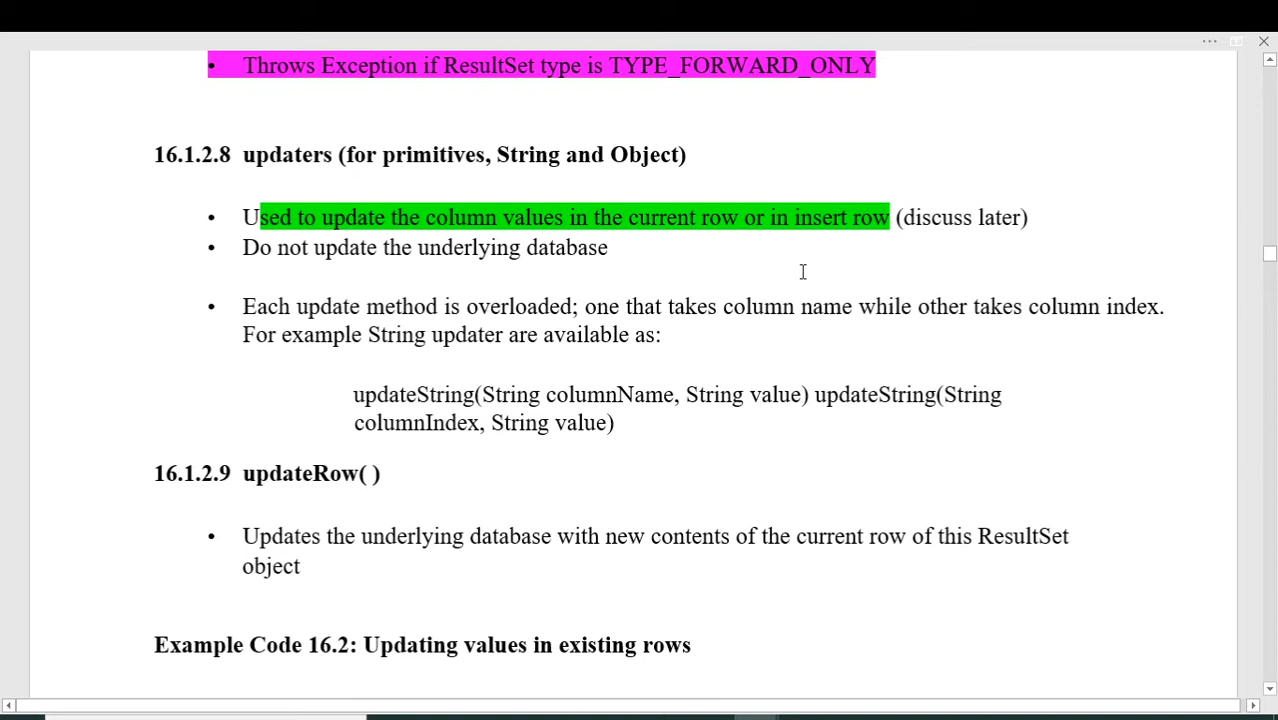 • Throws Exception if ResultSet type is TYPE_FORWARD_ONLY
16.1.2.8 updaters (for primitives, String and Object)
• Used to update the column values in the current row or in insert row (discuss later)
• Do not update the underlying database
• Each update method is overloaded; one that takes column name while other takes column index.
For example String updater are available as:
updateString(String columnName, String value) updateString(String
columnIndex, String value)
16.1.2.9 updateRow( )
• Updates the underlying database with new contents of the current row of this ResultSet
object
Example Code 16.2: Updating values in existing rows